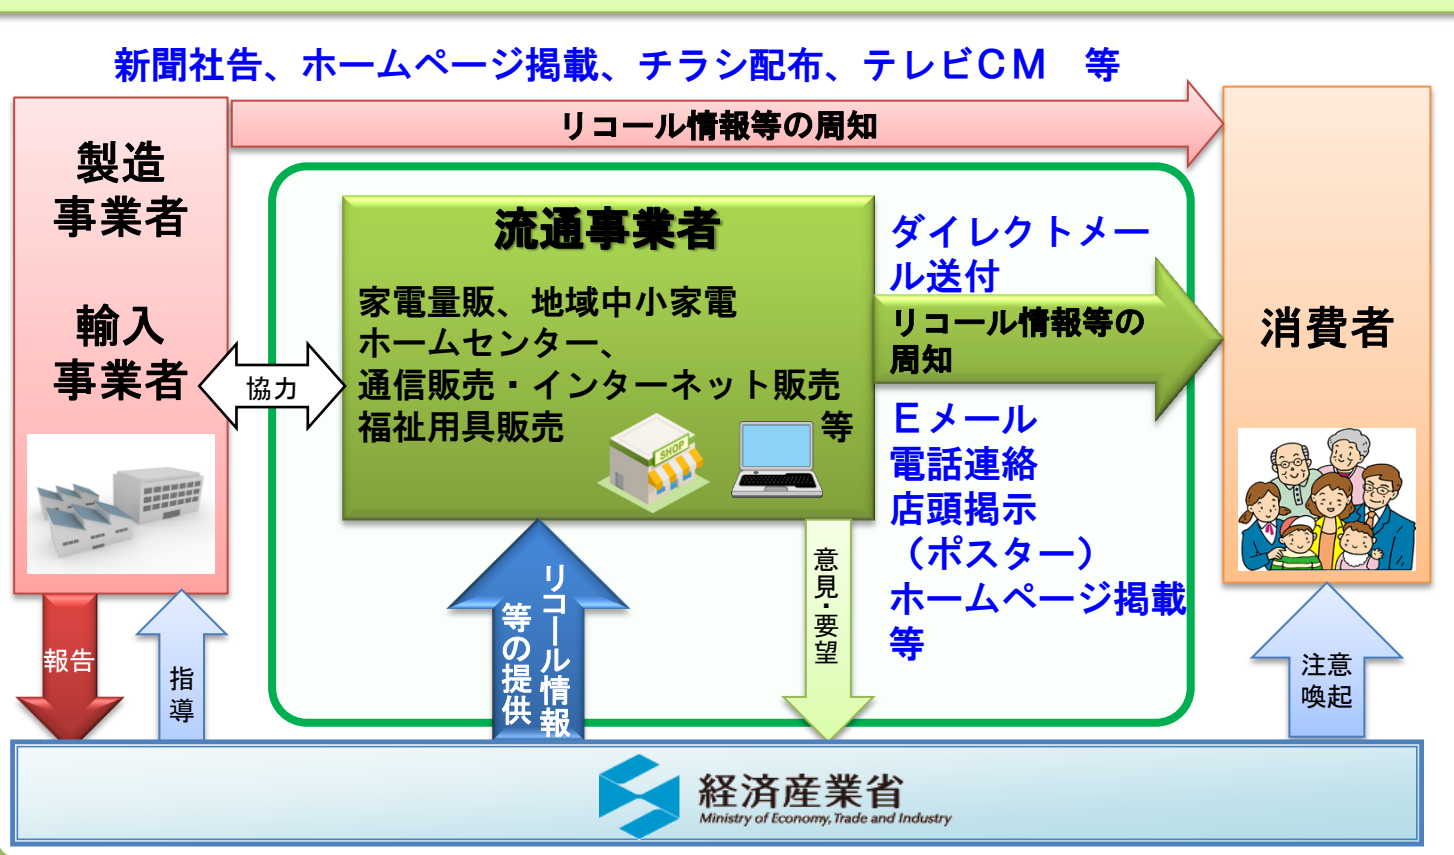 新聞社告、ホームページ掲載、チラシ配布、テレビCM　等
リコール情報等の周知
製造
事業者
輸入
事業者
協力
流通事業者
家電量販、地域中小家電
ホームセンター、
通信販売・インターネット販売
福祉用具販売　等
SHOP
ダイレクトメー
ル送付
リコール情報等の
周知
Eメール
電話連絡
店頭掲示
（ポスター）
ホームページ掲載
等
消費者
報告
指導
リコール情報
等の提供
意見・要望
注意
喚起
経済産業省
Ministry of Economy, Trade and Industry